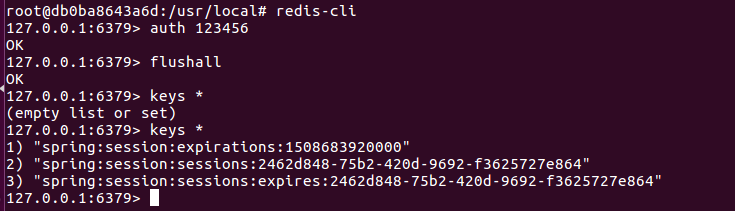 root@db0ba8643a6d:/usr/local# redis-cli
127.0.0.1:6379> auth 123456
OK
127.0.0.1:6379> flushall
OK
127.0.0.1:6379> keys *
(empty list or set)
127.0.0.1:6379> keys *
1) "spring:session:expirations:1508683920000"
2) "spring:session:sessions:2462d848-75b2-420d-9692-f3625727e864"
3) "spring:session:sessions:expires:2462d848-75b2-420d-9692-f3625727e864"
127.0.0.1:6379>